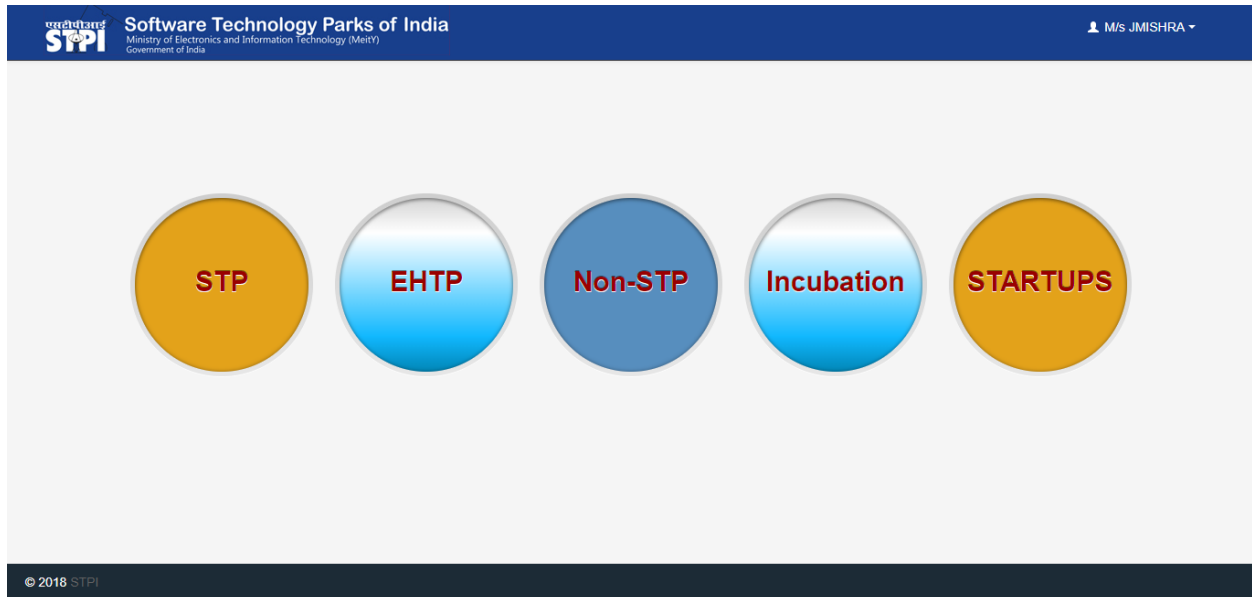 एसटीपीआई
STPI
Software Technology Parks of India
Ministry of Electronics and Information Technology (MeitY)
Government of India
M/s JMISHRA
STP
EHTP
Non-STP
Incubation
STARTUPS
© 2018 STPI